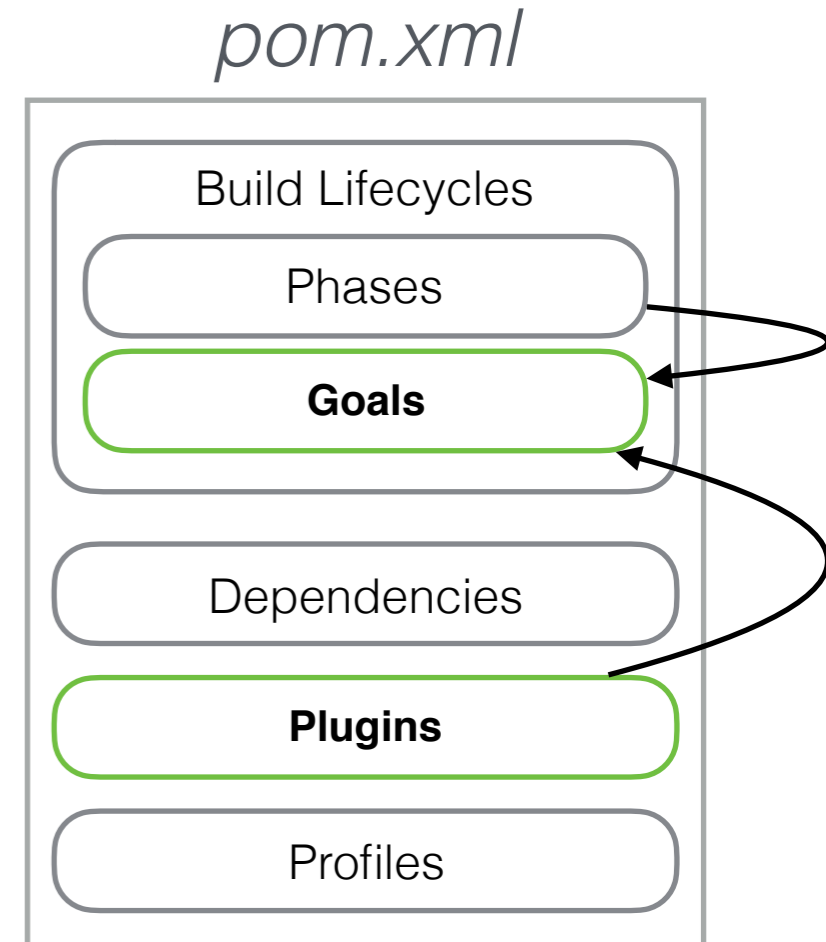 pom.xml
Build Lifecycles
Phases
Goals
Dependencies
Plugins
Profiles